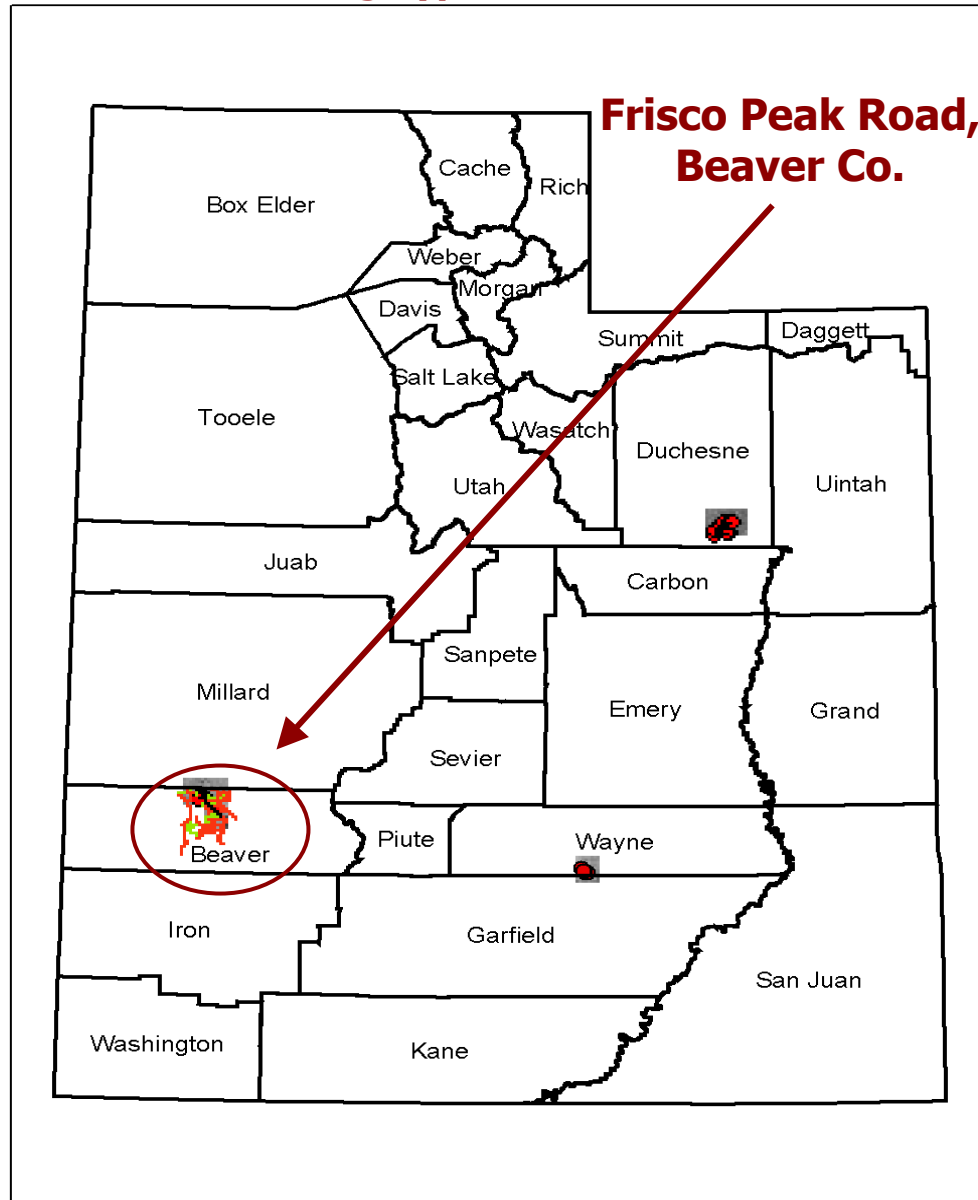 Frisco Peak Road,
Beaver Co.
Cache
Rich
Box Elder
Weber
Morgan
Davis
Summit
Daggett
Salt Lake
Tooele
Wasatch
Duchesne
Utah
Uintah
Juab
Carbon
Sanpete
Millard
Emery
Grand
Sevier
Piute
Wayne
Beaver
Iron
Garfield
San Juan
Washington
Kane